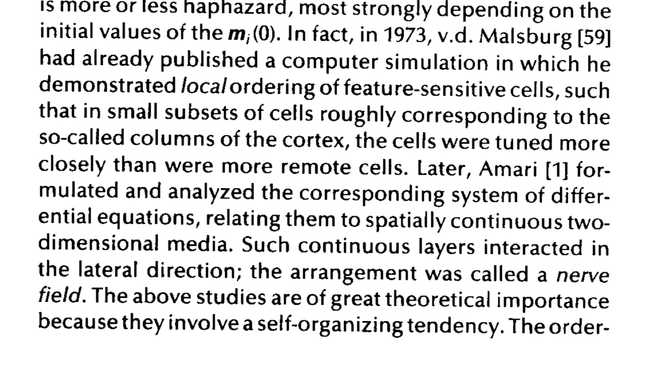 is more or less haphazard, most strongly depending on the
initial values of the mᵢ(0). In fact, in 1973, v.d. Malsburg [59]
had already published a computer simulation in which he
demonstrated local ordering of feature-sensitive cells, such
that in small subsets of cells roughly corresponding to the
so-called columns of the cortex, the cells were tuned more
closely than were more remote cells. Later, Amari [1] for-
mulated and analyzed the corresponding system of differ-
ential equations, relating them to spatially continuous two-
dimensional media. Such continuous layers interacted in
the lateral direction; the arrangement was called a nerve
field. The above studies are of great theoretical importance
because they involve a self-organizing tendency. The order-